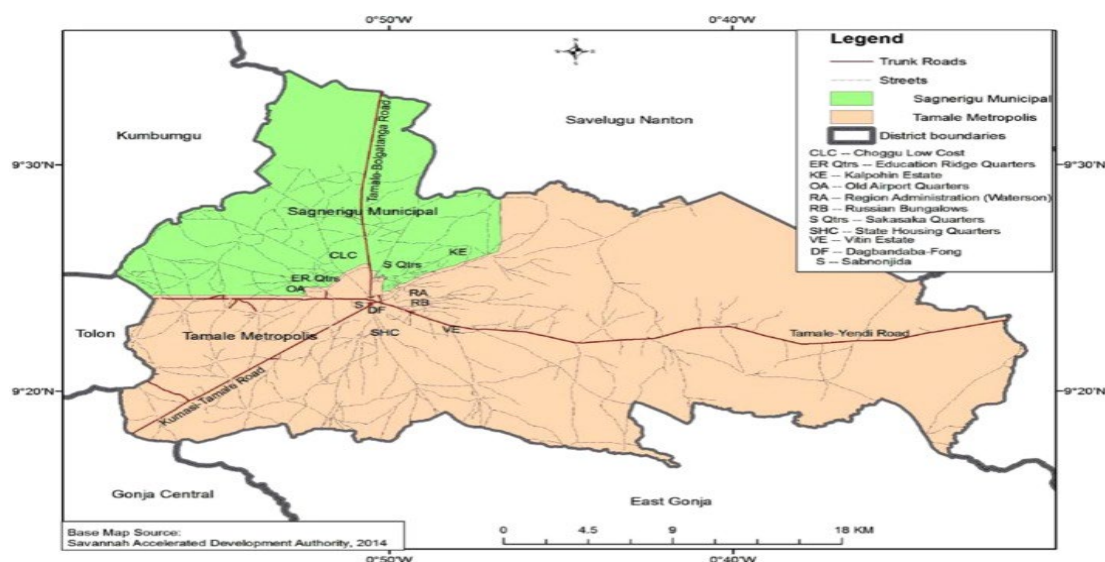 0°50'W
0°40'W
Legend
Trunk Roads
Streets
Sagnerigu Municipal
Tamale Metropolis
District boundaries
CLC -- Choggu Low Cost
ER Qtrs -- Education Ridge Quarters
KE -- Kalpohin Estate
OA -- Old Airport Quarters
RA -- Region Administration (Waterson)
RB -- Russian Bungalows
S Qtrs -- Sakasaka Quarters
SHC -- State Housing Quarters
VE -- Vitin Estate
DF -- Dagbandaba-Fong
S -- Sabnonjida
Kumbumgu
Savelugu Nanton
9°30'N
9°30'N
Tamale-Bolgatanga Road
Sagnerigu Municipal
CLC
S Qtrs
KE
ER Qtrs
OA
RA
RB
S
DF
SHC
VE
Tolon
Tamale Metropolis
Tamale-Yendi Road
Kumasi-Tamale Road
9°20'N
9°20'N
Gonja Central
East Gonja
Base Map Source:
Savannah Accelerated Development Authority, 2014
0 4.5 9 18 KM
0°50'W
0°40'W